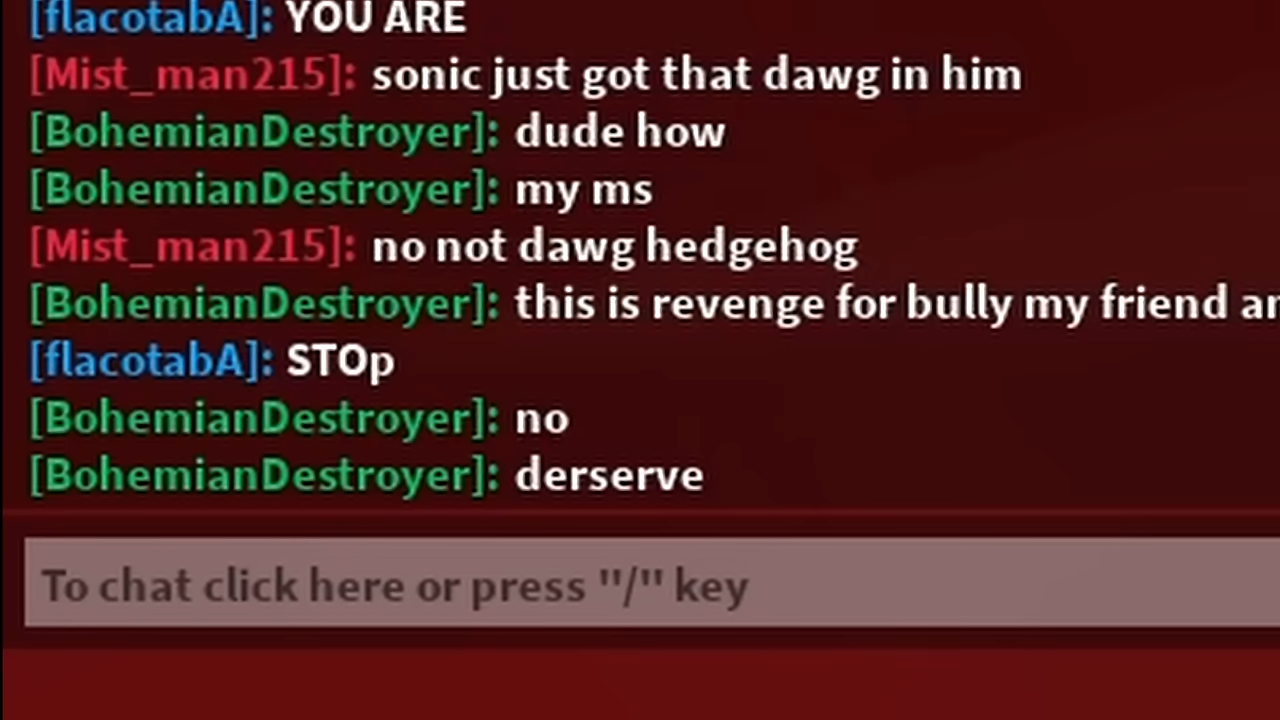 [flacotabA]: YOU ARE
[Mist_man215]: sonic just got that dawg in him
[BohemianDestroyer]: dude how
[BohemianDestroyer]: my ms
[Mist_man215]: no not dawg hedgehog
[BohemianDestroyer]: this is revenge for bully my friend
[flacotabA]: STOp
[BohemianDestroyer]: no
[BohemianDestroyer]: derserve
To chat click here or press "/" key